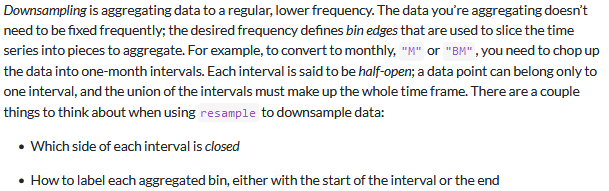 Downsampling is aggregating data to a regular, lower frequency. The data you’re aggregating doesn’t
need to be fixed frequently; the desired frequency defines bin edges that are used to slice the time
series into pieces to aggregate. For example, to convert to monthly, "M" or "BM", you need to chop up
the data into one-month intervals. Each interval is said to be half-open; a data point can belong only to
one interval, and the union of the intervals must make up the whole time frame. There are a couple
things to think about when using resample to downsample data:
• Which side of each interval is closed
• How to label each aggregated bin, either with the start of the interval or the end